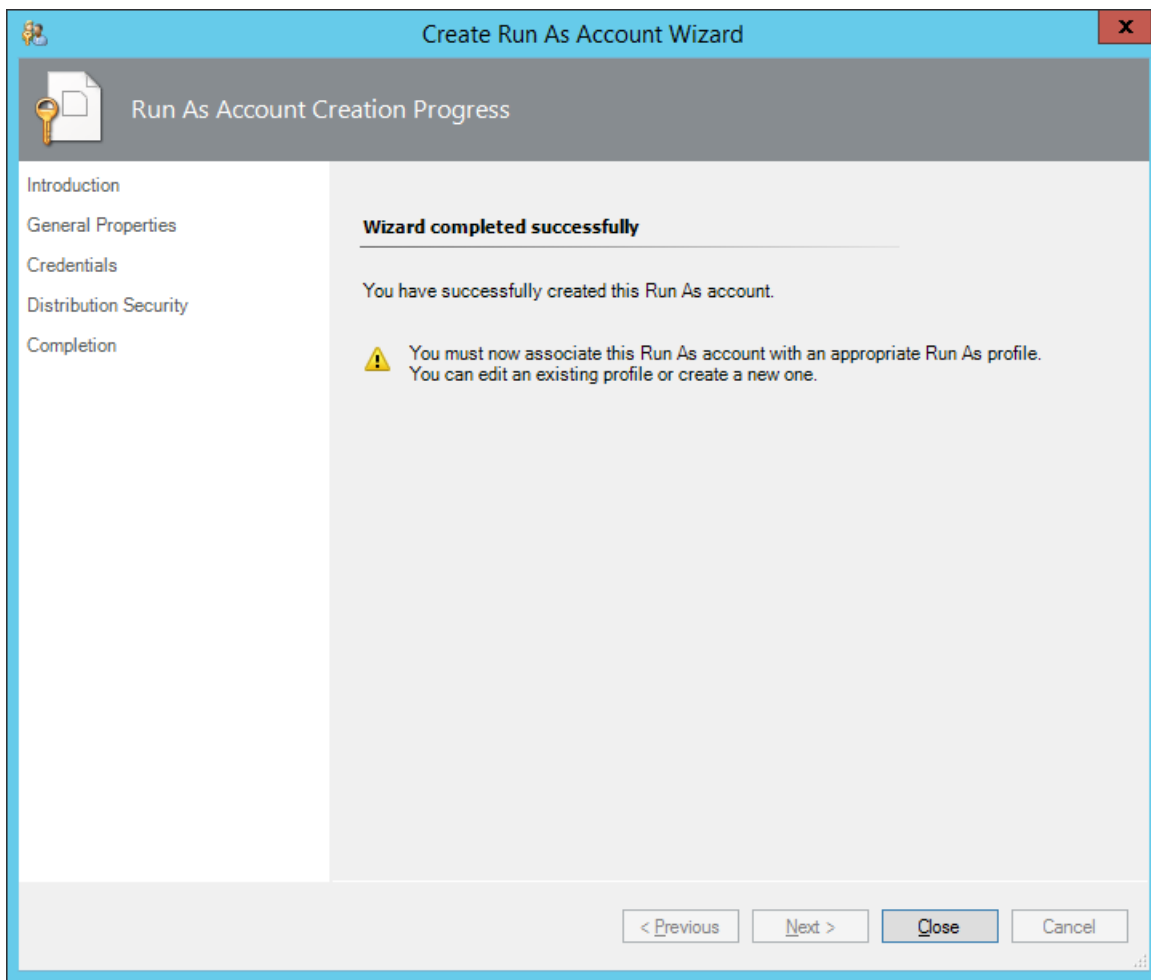 Create Run As Account Wizard
x
Run As Account Creation Progress
Introduction
General Properties
Credentials
Distribution Security
Completion
Wizard completed successfully
You have successfully created this Run As account.
You must now associate this Run As account with an appropriate Run As profile.
You can edit an existing profile or create a new one.
< Previous
Next >
Close
Cancel